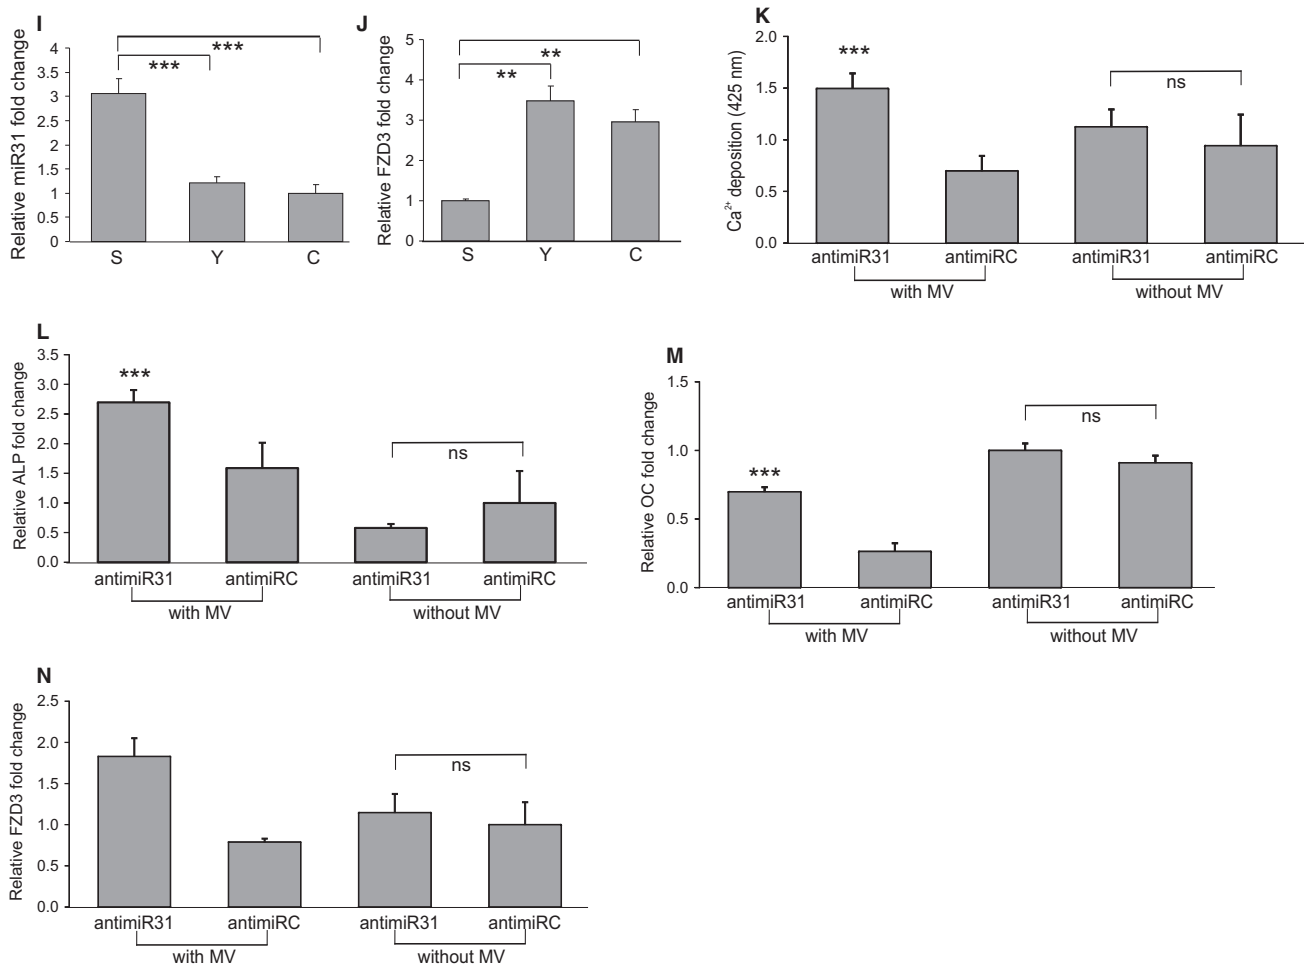 I
Relative miR31 fold change
4
3.5
3
2.5
2
1.5
1
0.5
0
***
***
S Y C
J
Relative FZD3 fold change
5
4
3
2
1
0
**
**
S Y C
K
Ca²⁺ deposition (425 nm)
2.0
1.5
1.0
0.5
0.0
***
ns
antimiR31 antimiRC antimiR31 antimiRC
with MV without MV
L
Relative ALP fold change
3.5
3.0
2.5
2.0
1.5
1.0
0.5
0.0
***
ns
antimiR31 antimiRC antimiR31 antimiRC
with MV without MV
M
Relative OC fold change
1.5
1.0
0.5
0.0
***
ns
antimiR31 antimiRC antimiR31 antimiRC
with MV without MV
N
Relative FZD3 fold change
2.5
2.0
1.5
1.0
0.5
0.0
ns
antimiR31 antimiRC antimiR31 antimiRC
with MV without MV